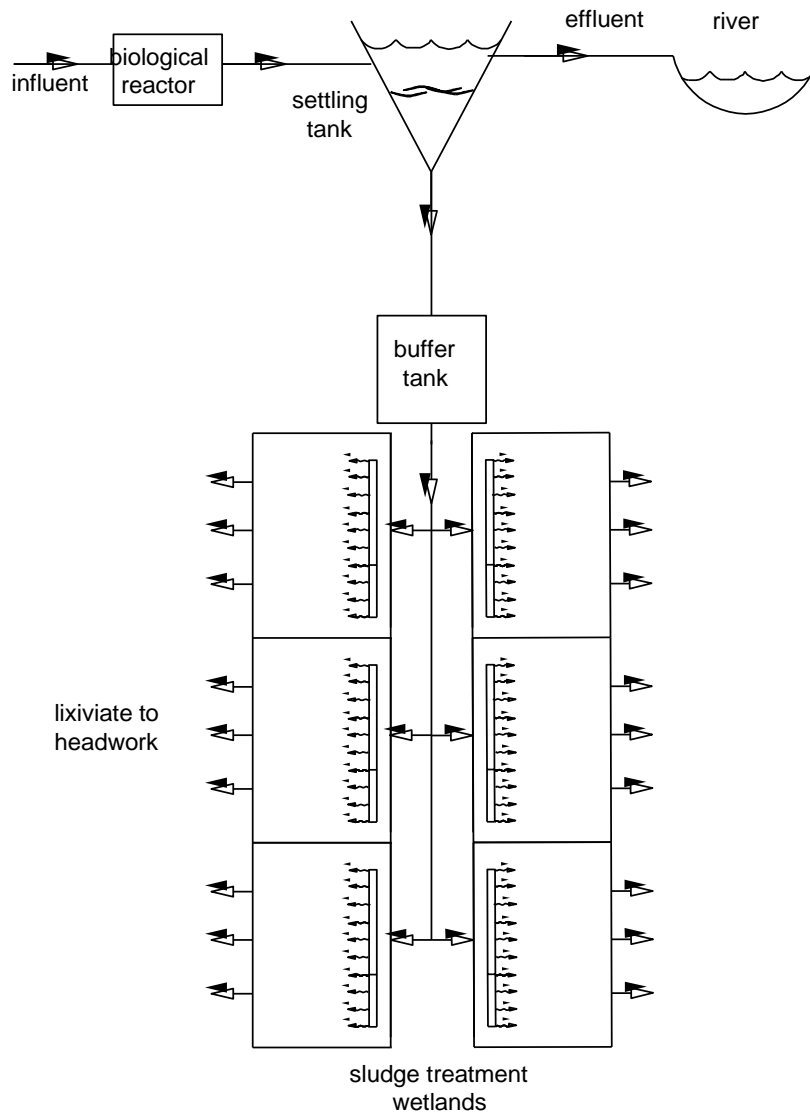 effluent
river
biological
reactor
influent
settling
tank
buffer
tank
lixiviate to
headwork
sludge treatment
wetlands